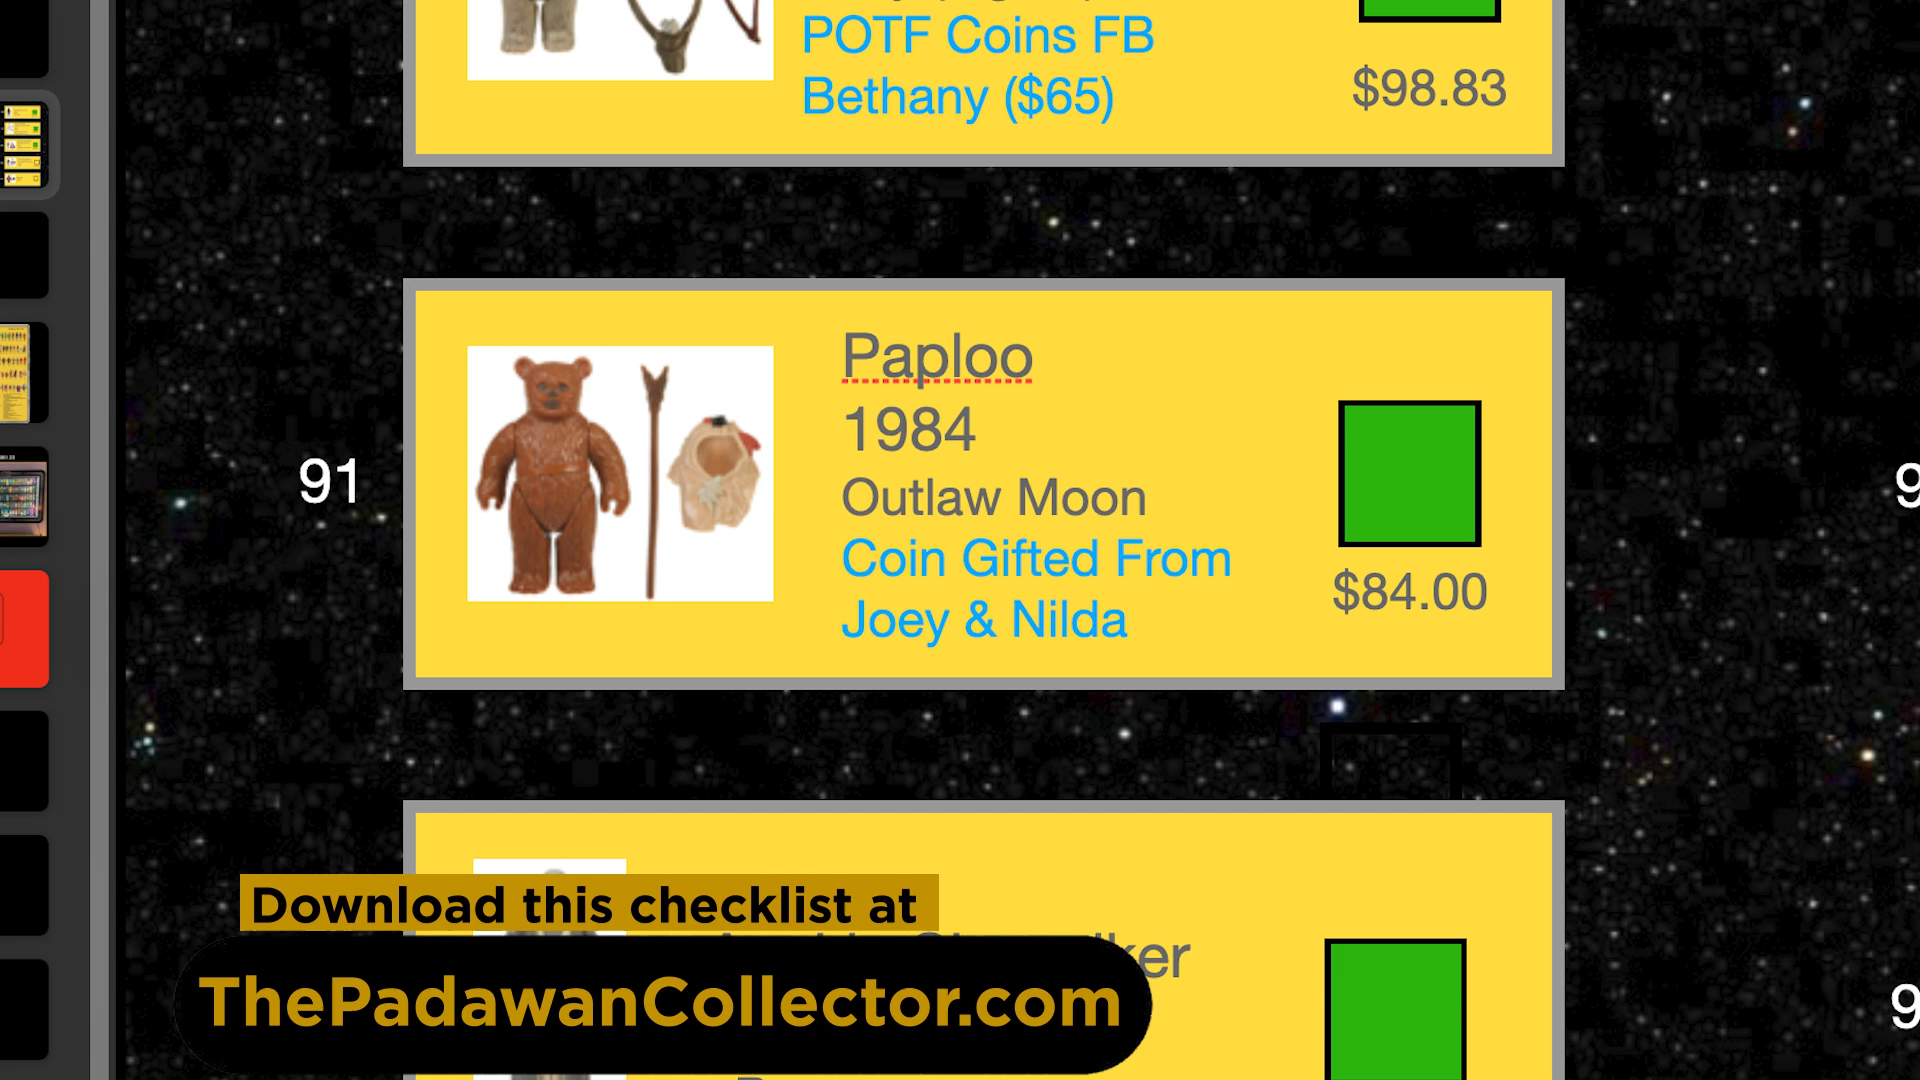 POTF Coins FB
Bethany ($65)
$98.83
91
Paploo
1984
Outlaw Moon
Coin Gifted From
Joey & Nilda
$84.00
Download this checklist at
ThePadawanCollector.com